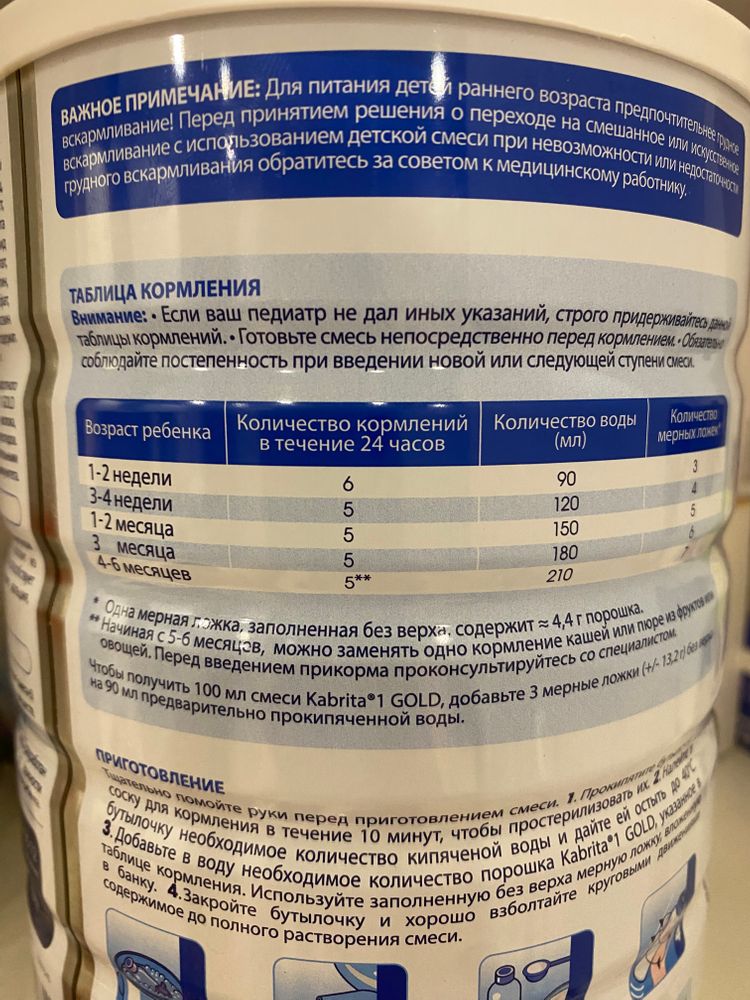 ВАЖНОЕ ПРИМЕЧАНИЕ: Для питания детей раннего возраста предпочтительнее грудное
вскармливание! Перед принятием решения о переходе на смешанное или искусственное
вскармливание с использованием детской смеси при невозможности или недостаточности
грудного вскармливания обратитесь за советом к медицинскому работнику.
ТАБЛИЦА КОРМЛЕНИЯ
Внимание: • Если ваш педиатр не дал иных указаний, строго придерживайтесь данной
таблицы кормлений. • Готовьте смесь непосредственно перед кормлением. • Обязательно
соблюдайте постепенность при введении новой или следующей ступени смеси.
Возраст ребенка Количество кормлений в течение 24 часов Количество воды (мл) Количество мерных ложек*
1-2 недели 6 90 3
3-4 недели 5 120 4
1-2 месяца 5 150 5
3 месяца 5 180 6
4-6 месяцев 5** 210 7
* Одна мерная ложка, заполненная без верха, содержит ≈ 4,4 г порошка.
** Начиная с 5-6 месяцев, можно заменять одно кормление кашей или пюре из фруктов или
овощей. Перед введением прикорма проконсультируйтесь со специалистом.
Чтобы получить 100 мл смеси Kabrita®1 GOLD, добавьте 3 мерные ложки (+/- 13,2 г) без верха
на 90 мл предварительно прокипяченной воды.
ПРИГОТОВЛЕНИЕ
Тщательно помойте руки перед приготовлением смеси. 1. Прокипятите
соску для кормления в течение 10 минут, чтобы простерилизовать их. 2. Налейте в
бутылочку необходимое количество кипяченой воды и дайте ей остыть до 40°C.
3. Добавьте в воду необходимое количество порошка Kabrita®1 GOLD, указанное в
таблице кормления. Используйте заполненную без верха мерную ложку, вложенную
в банку. 4. Закройте бутылочку и хорошо взболтайте круговыми движениями
содержимое до полного растворения смеси.